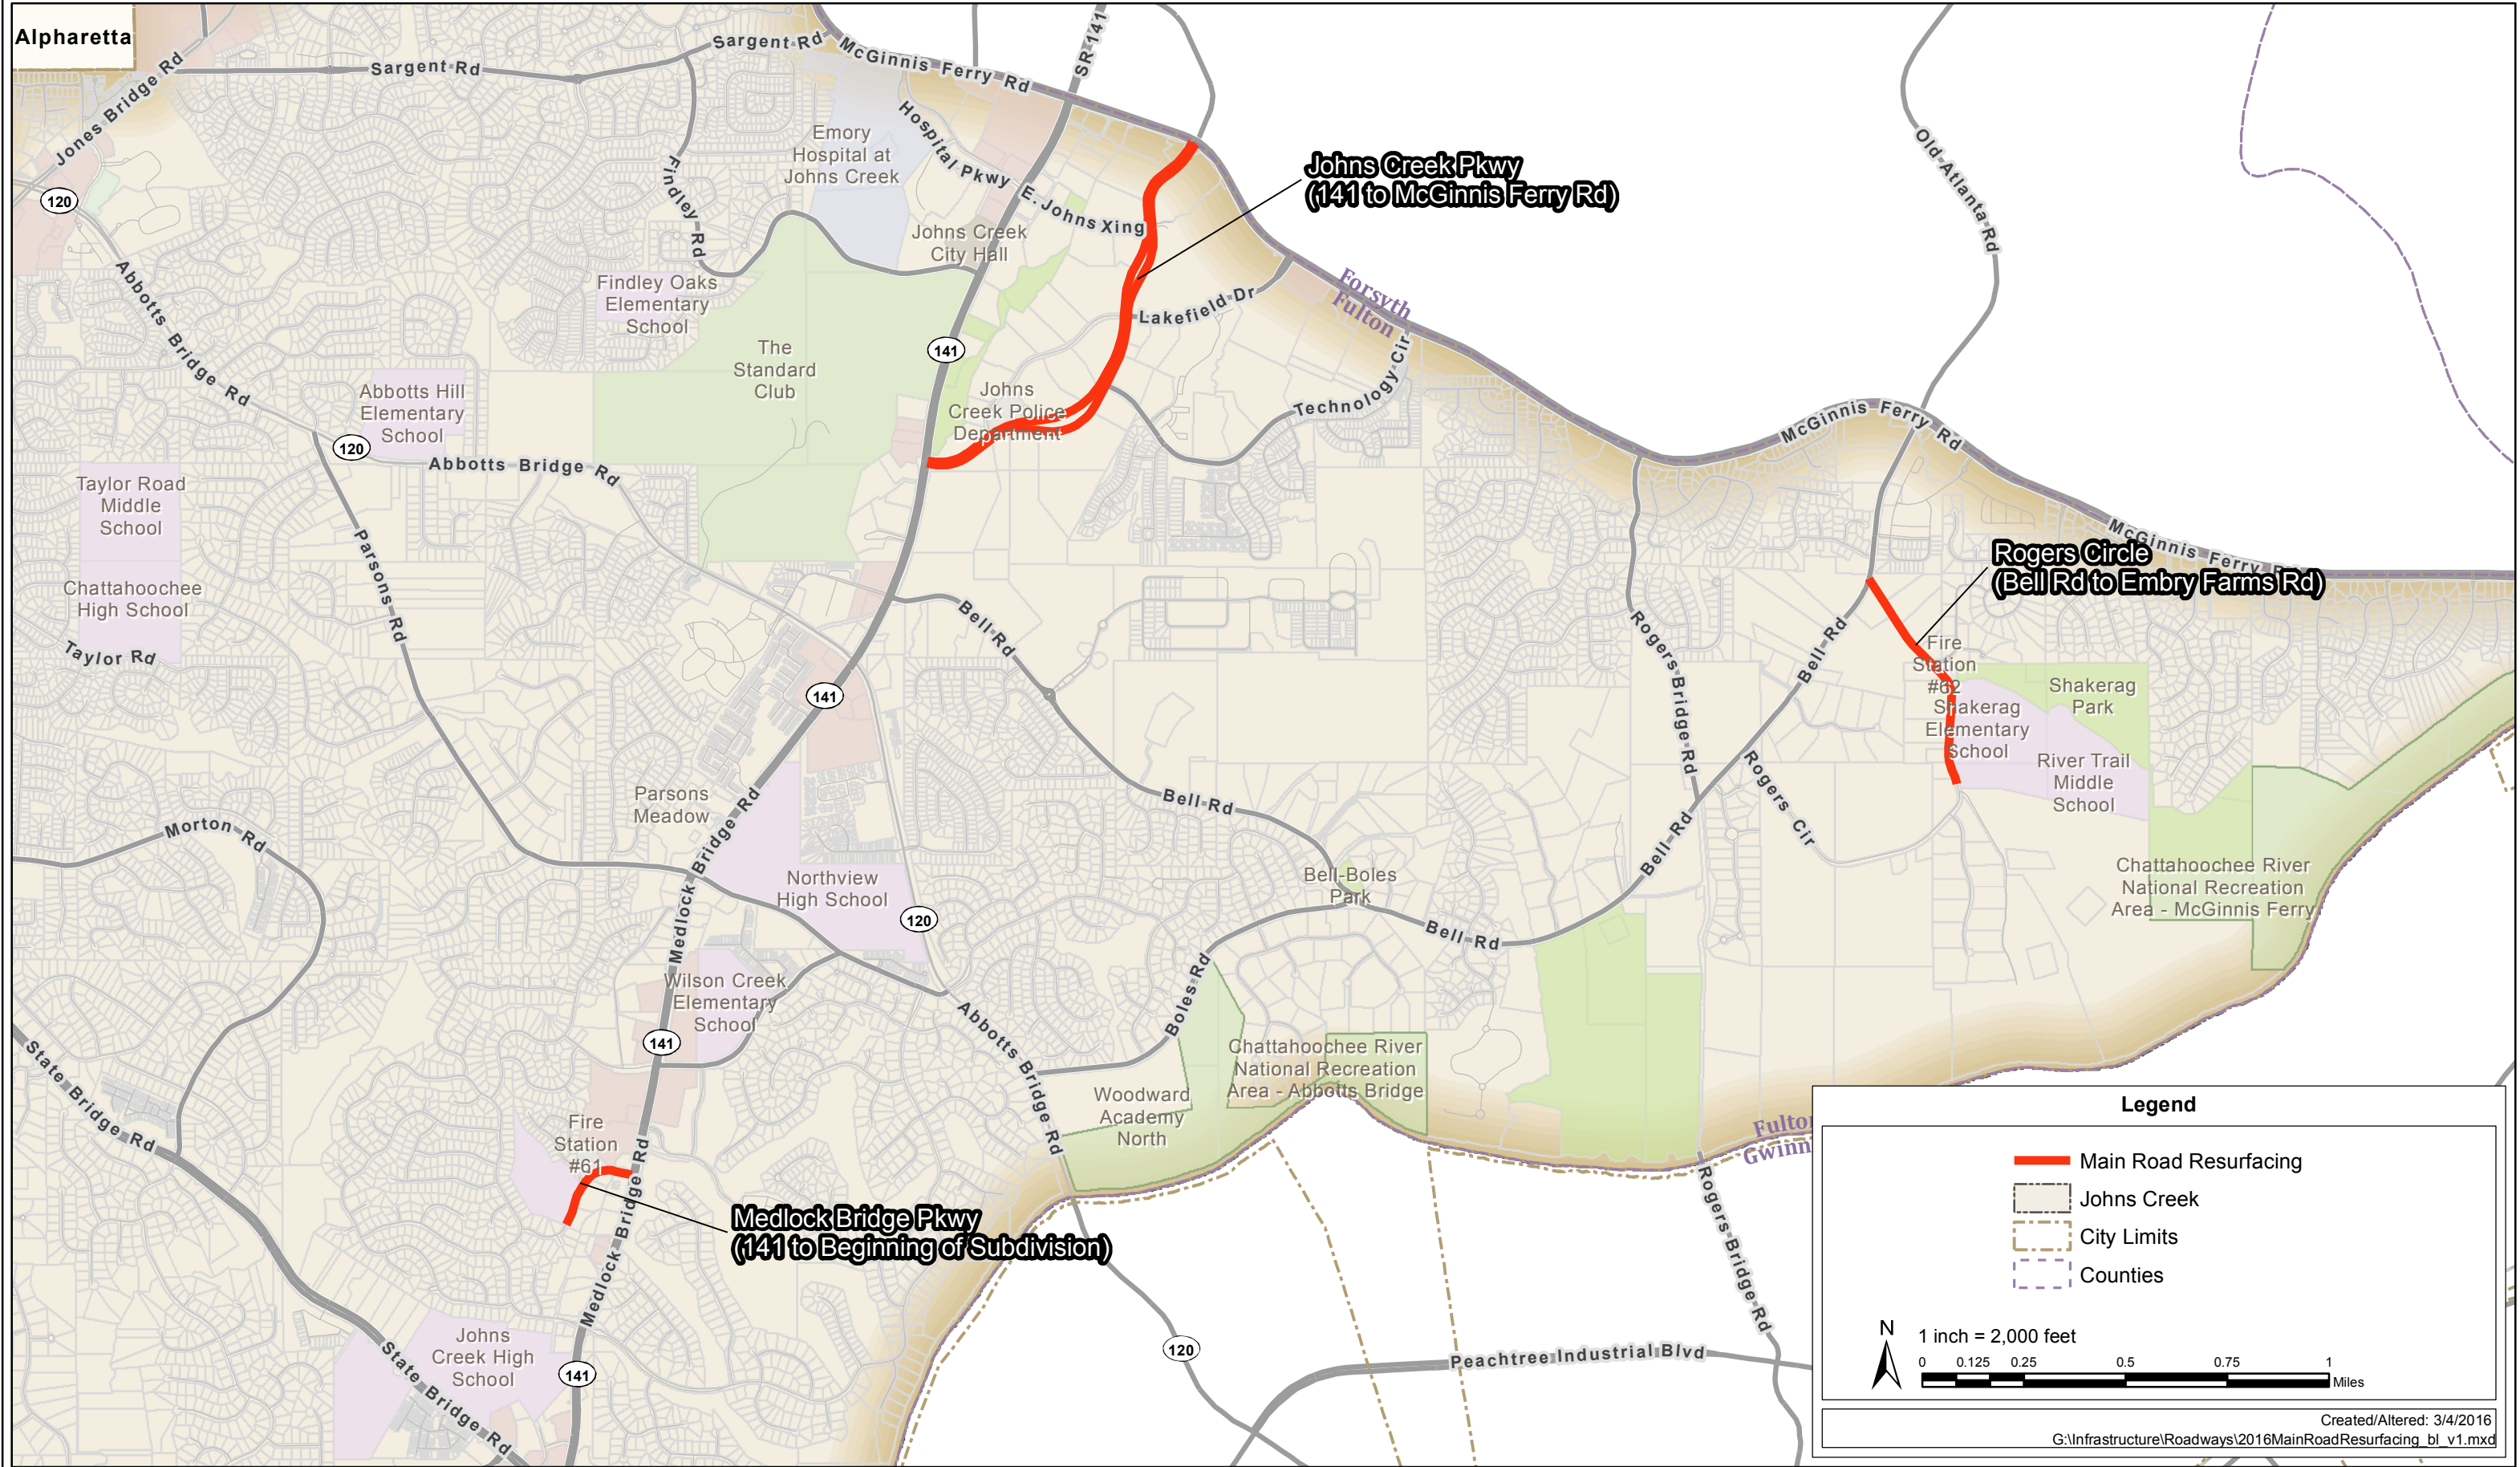 Alpharetta
Sargent Rd
Sargent Rd
McGinnis Ferry Rd
SR 141
Jones Bridge Rd
Hospital Pkwy
Emory
Hospital at
Johns Creek
Findley Rd
E. Johns Xing
Old Atlanta Rd
120
Johns Creek Pkwy
(141 to McGinnis Ferry Rd)
Johns Creek
City Hall
Abbotts Bridge Rd
Findley Oaks
Elementary
School
Lakefield Dr
Forsyth
Fulton
The
Standard
Club
141
Technology Cir
Abbotts Hill
Elementary
School
Johns
Creek Police
Department
McGinnis Ferry Rd
120
Abbotts Bridge Rd
Taylor Road
Middle
School
McGinnis Ferry Rd
Parsons Rd
Rogers Circle
(Bell Rd to Embry Farms Rd)
Chattahoochee
High School
Taylor Rd
Bell Rd
Rogers Bridge Rd
Bell Rd
Fire
Station
#62
Shakerag
Park
Shakerag
Elementary
School
141
River Trail
Middle
School
Parsons
Meadow
Medlock Bridge Rd
Bell Rd
Rogers Cir
Morton Rd
Bell Rd
Northview
High School
Bell-Boles
Park
Chattahoochee River
National Recreation
Area - McGinnis Ferry
120
Bell Rd
Wilson Creek
Elementary
School
Boles Rd
Abbotts Bridge Rd
141
State Bridge Rd
Chattahoochee River
National Recreation
Area - Abbotts Bridge
Woodward
Academy
North
Fire
Station
#61
Fulto
Gwinn
Medlock Bridge Rd
Medlock Bridge Pkwy
(141 to Beginning of Subdivision)
Rogers Bridge Rd
Johns
Creek High
School
State Bridge Rd
141
120
Peachtree Industrial Blvd
Legend
Main Road Resurfacing
Johns Creek
City Limits
Counties
N
1 inch = 2,000 feet
0 0.125 0.25 0.5 0.75 1
Miles
Created/Altered: 3/4/2016
G:\Infrastructure\Roadways\2016MainRoadResurfacing_bl_v1.mxd